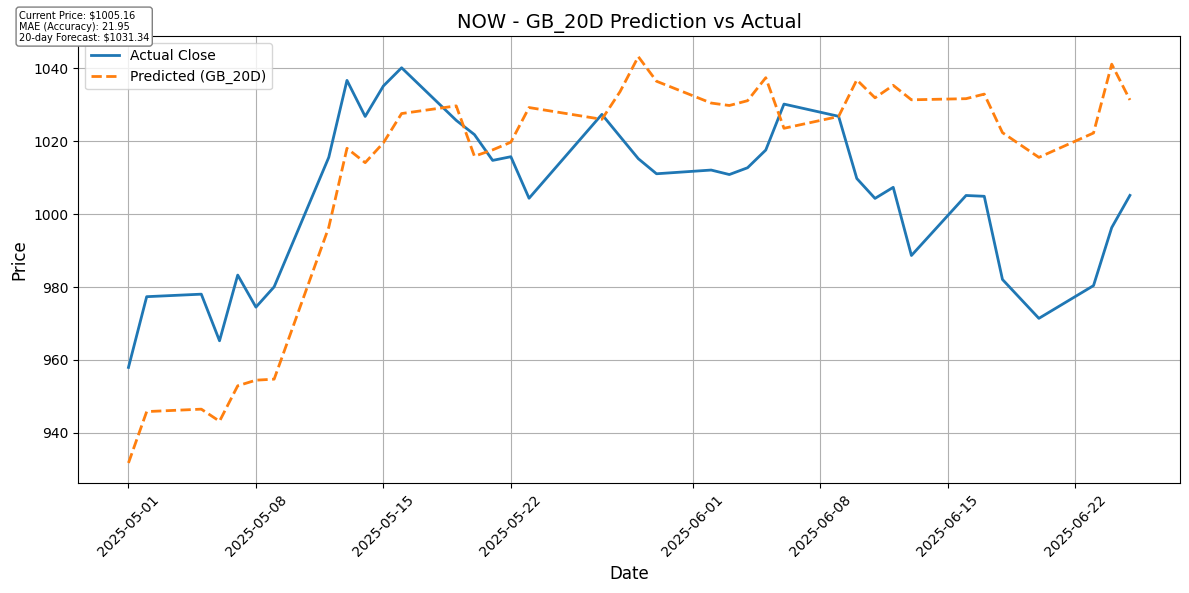 NOW - GB_20D Prediction vs Actual
Current Price: $1005.16
MAE (Accuracy): 21.95
20-day Forecast: $1031.34
Actual Close
Predicted (GB_20D)
Price
1040
1020
1000
980
960
940
2025-05-01
2025-05-08
2025-05-15
2025-05-22
2025-06-01
2025-06-08
2025-06-15
2025-06-22
Date